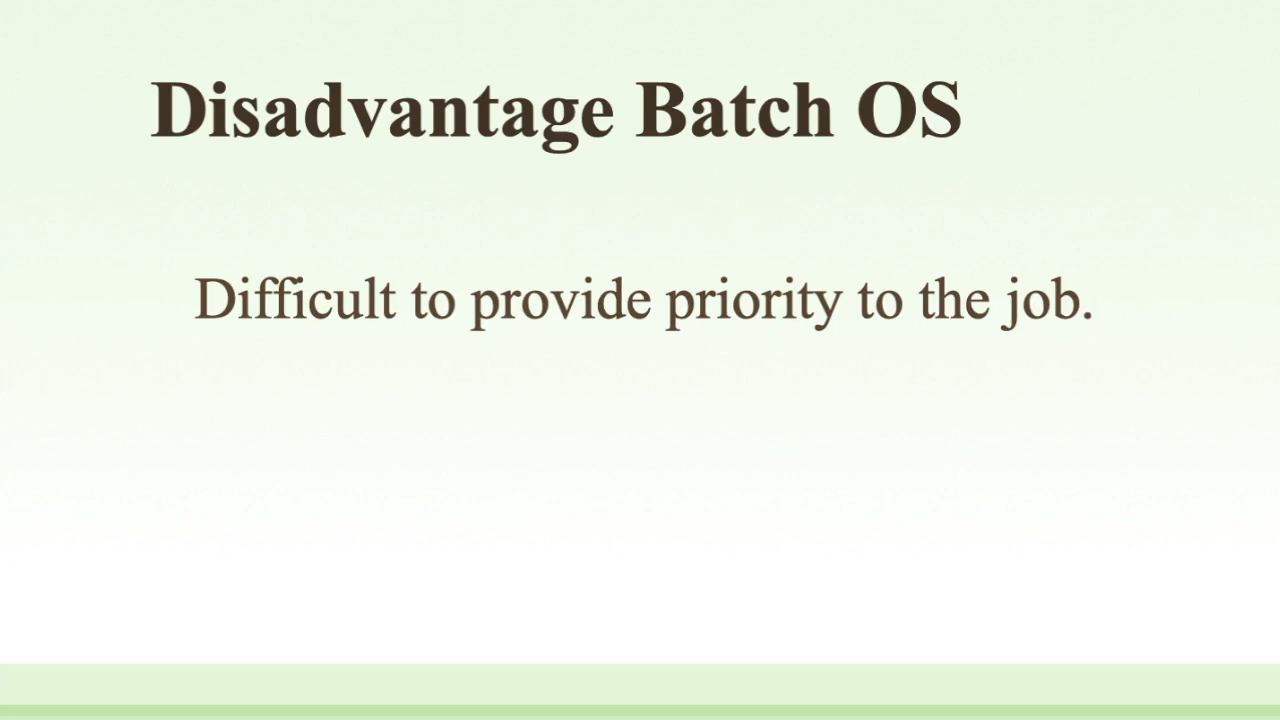 Disadvantage Batch OS
Difficult to provide priority to the job.